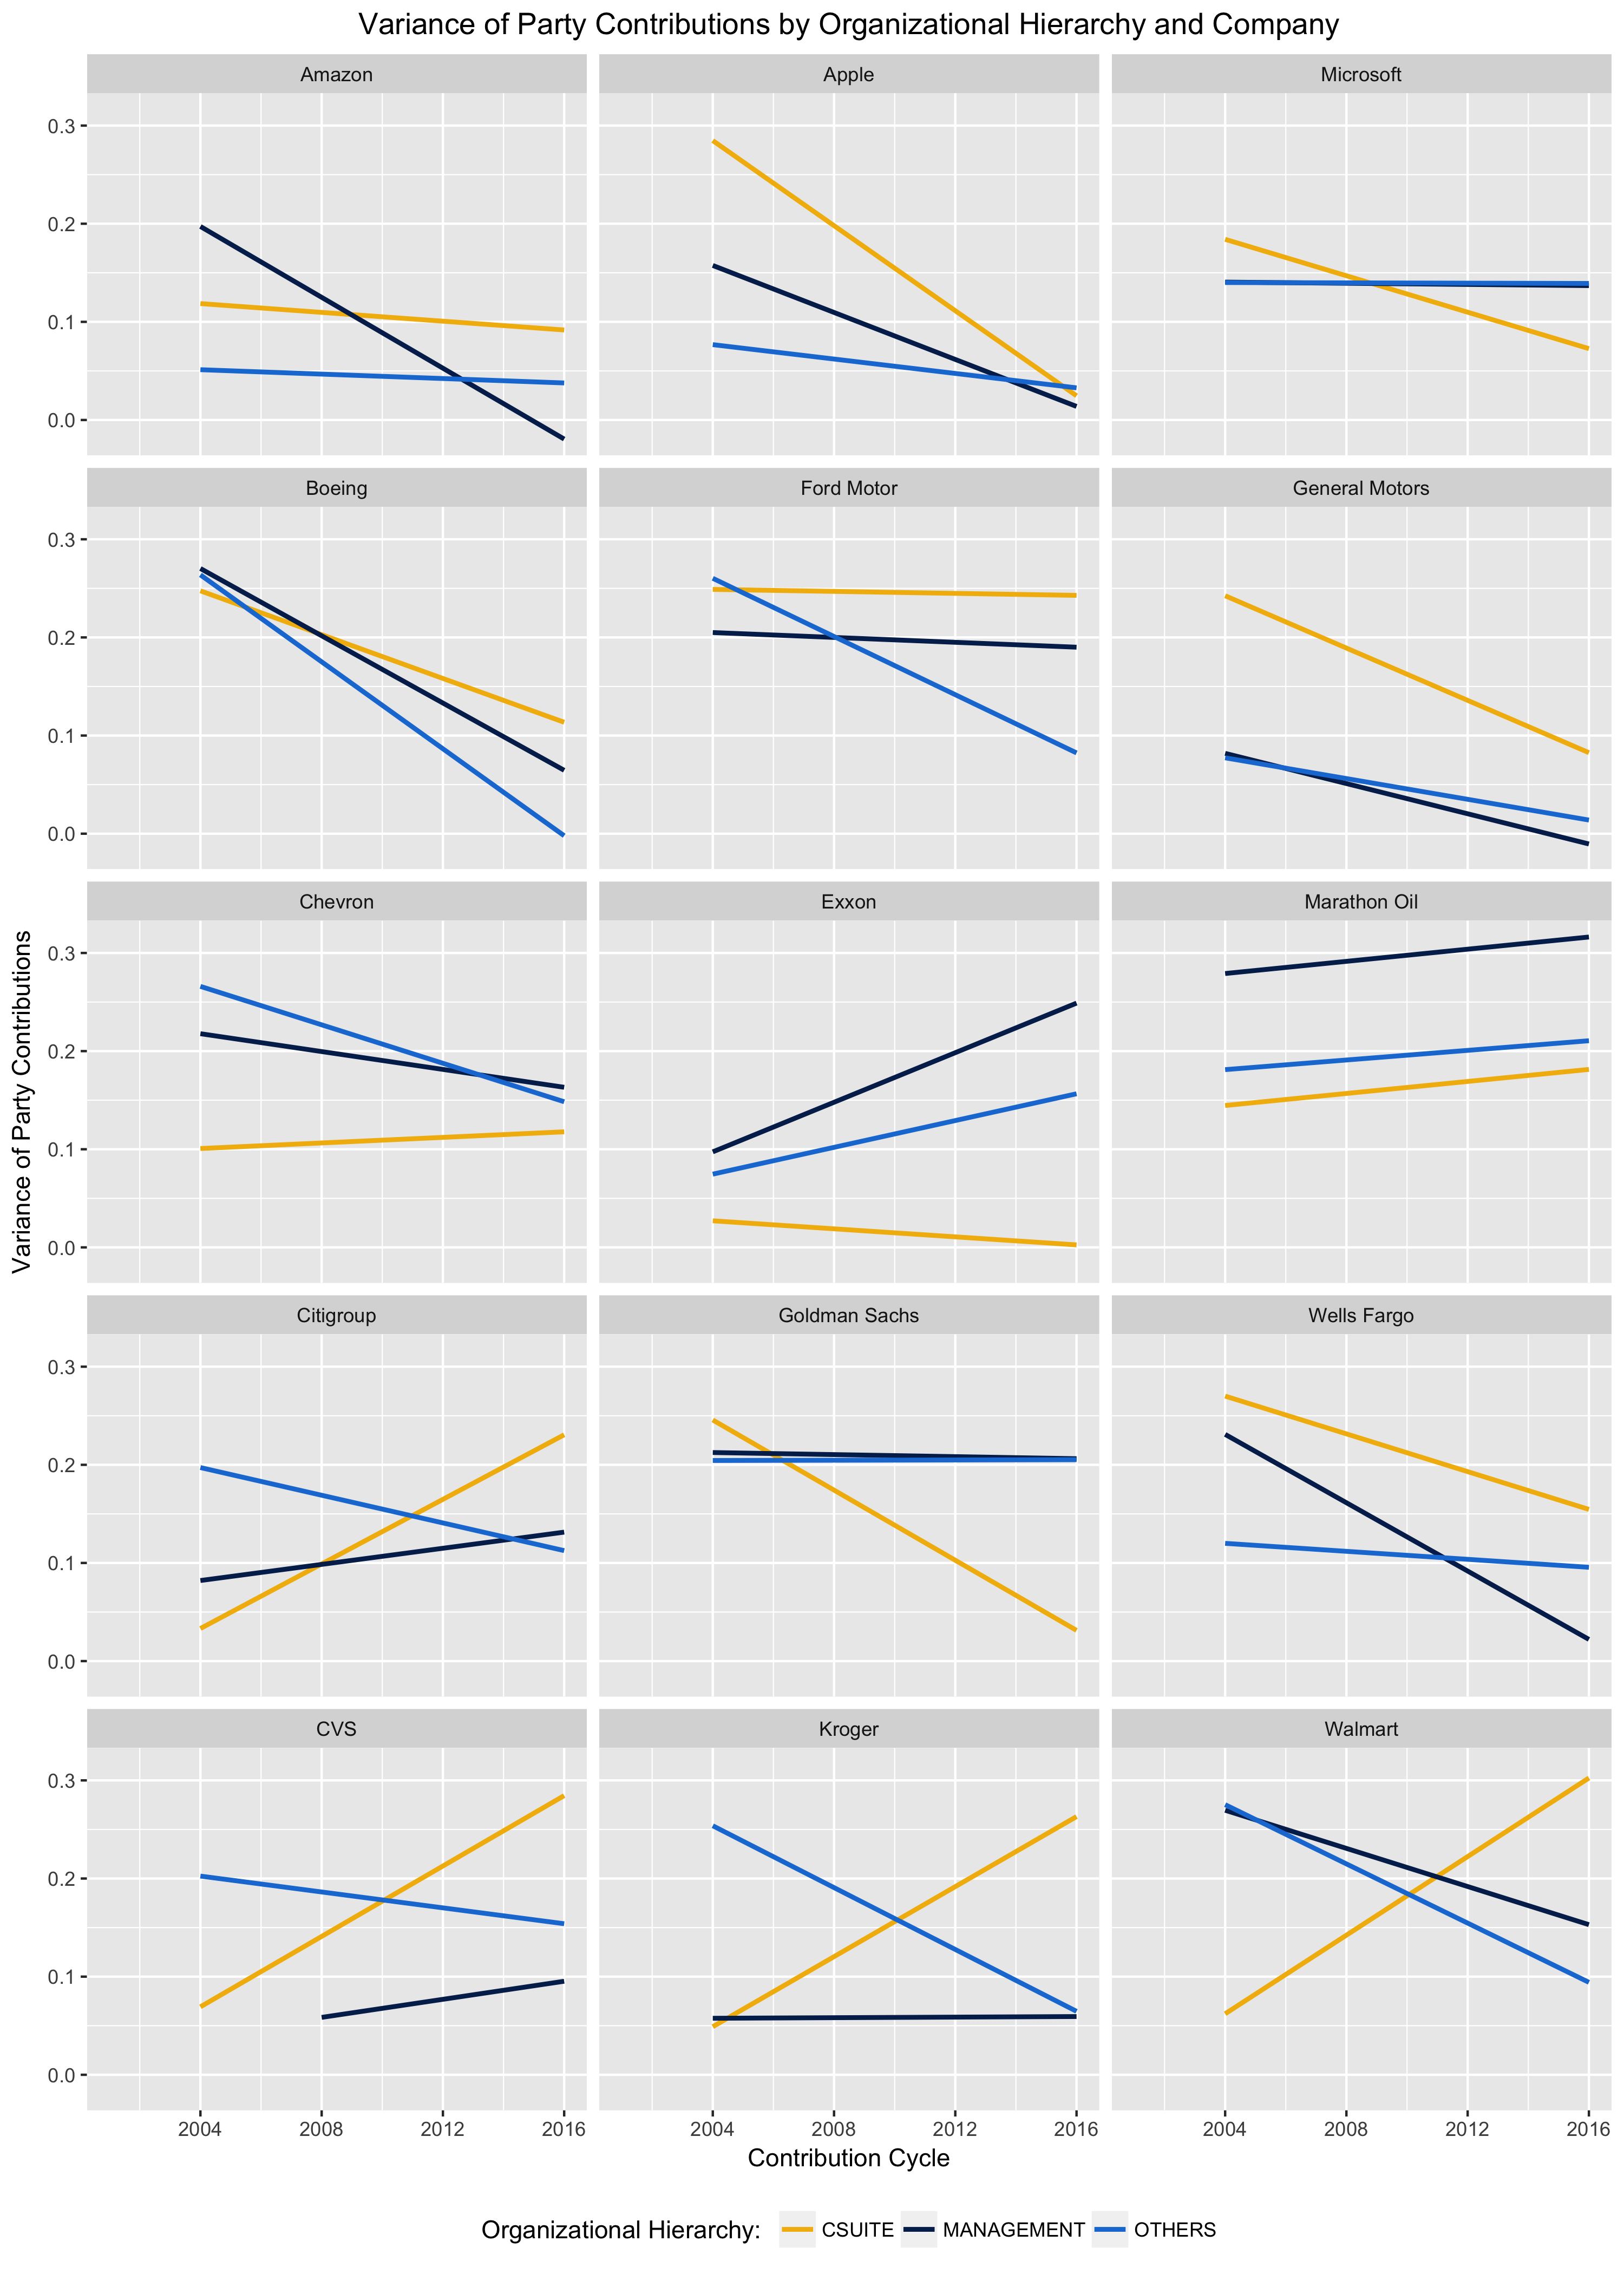 Variance of Party Contributions by Organizational Hierarchy and Company
Amazon Apple Microsoft
0.3
0.2
0.1
0.0
Boeing Ford Motor General Motors
0.3
0.2
0.1
0.0
Chevron Exxon Marathon Oil
0.3
0.2
0.1
0.0
Variance of Party Contributions
Citigroup Goldman Sachs Wells Fargo
0.3
0.2
0.1
0.0
CVS Kroger Walmart
0.3
0.2
0.1
0.0
2004 2008 2012 2016 2004 2008 2012 2016 2004 2008 2012 2016
Contribution Cycle
Organizational Hierarchy: CSUITE MANAGEMENT OTHERS